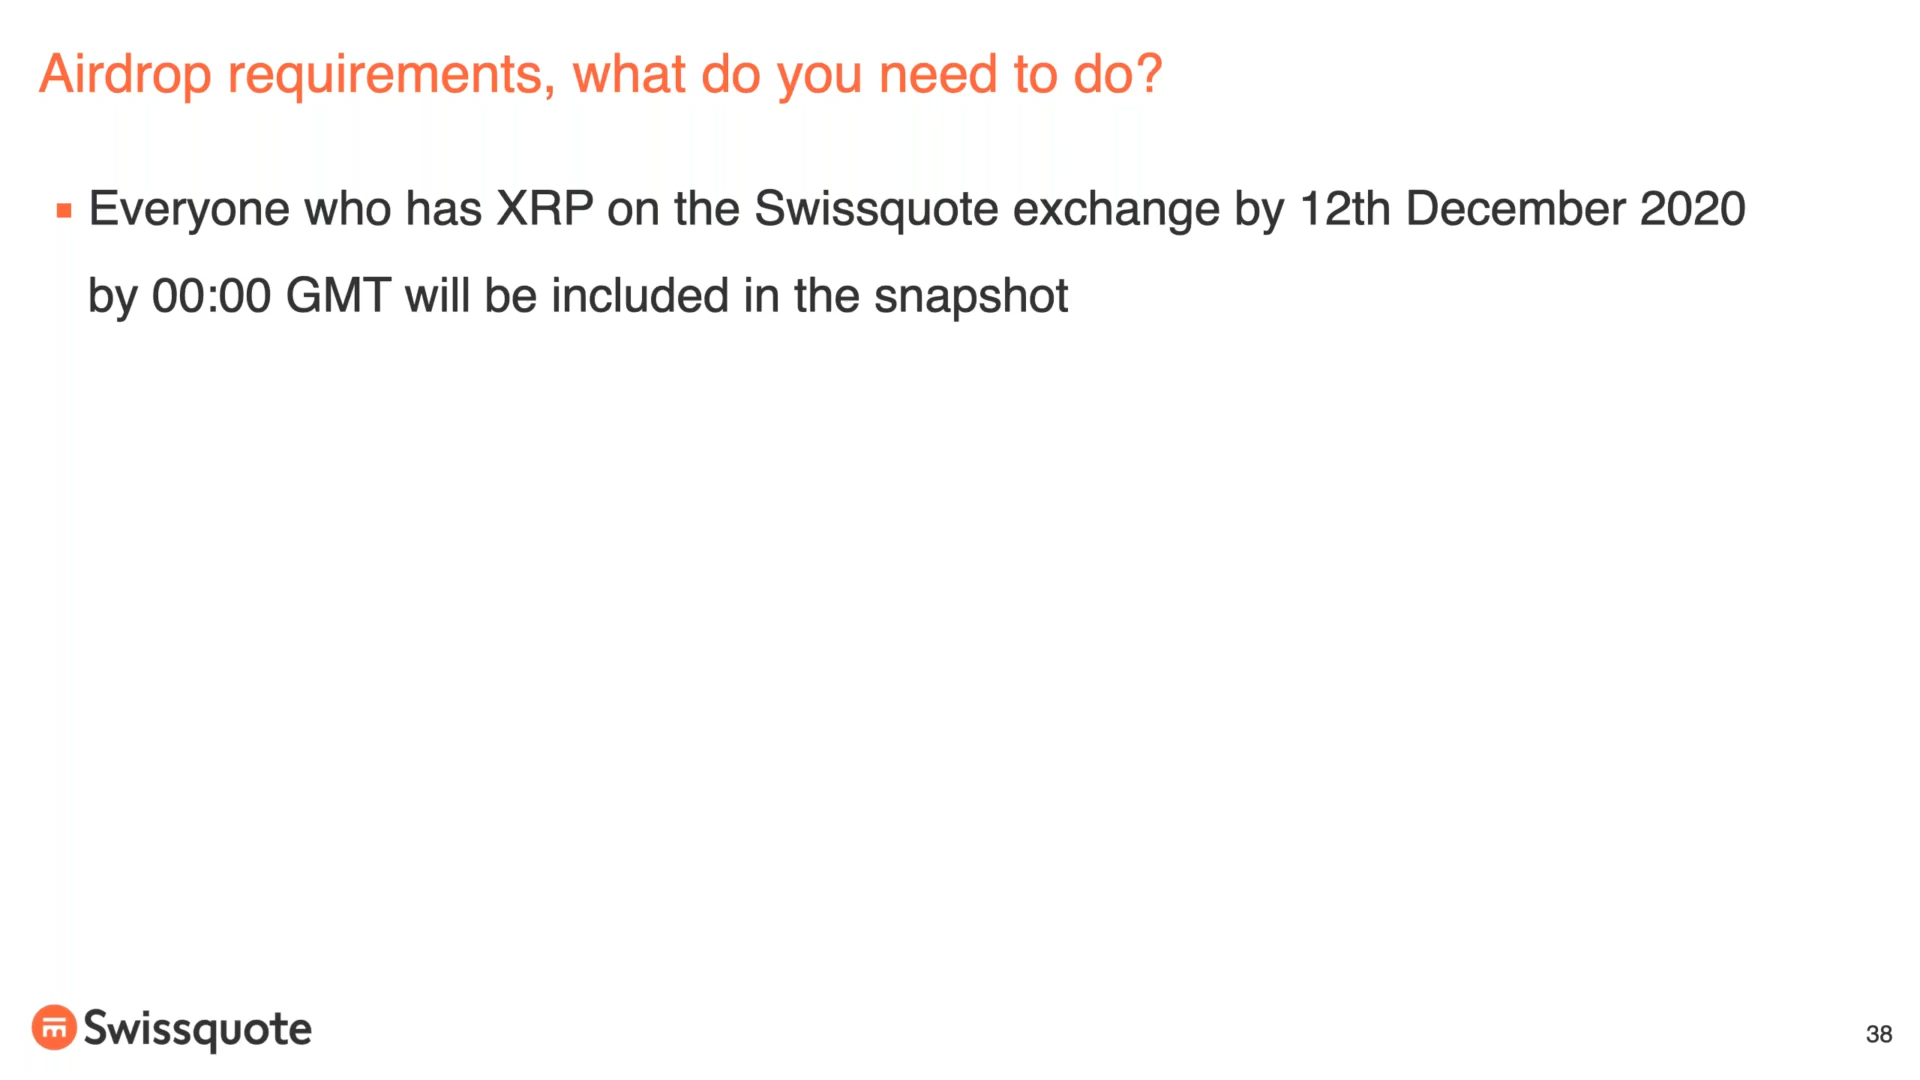 Airdrop requirements, what do you need to do?
▪ Everyone who has XRP on the Swissquote exchange by 12th December 2020
by 00:00 GMT will be included in the snapshot
Swissquote
38